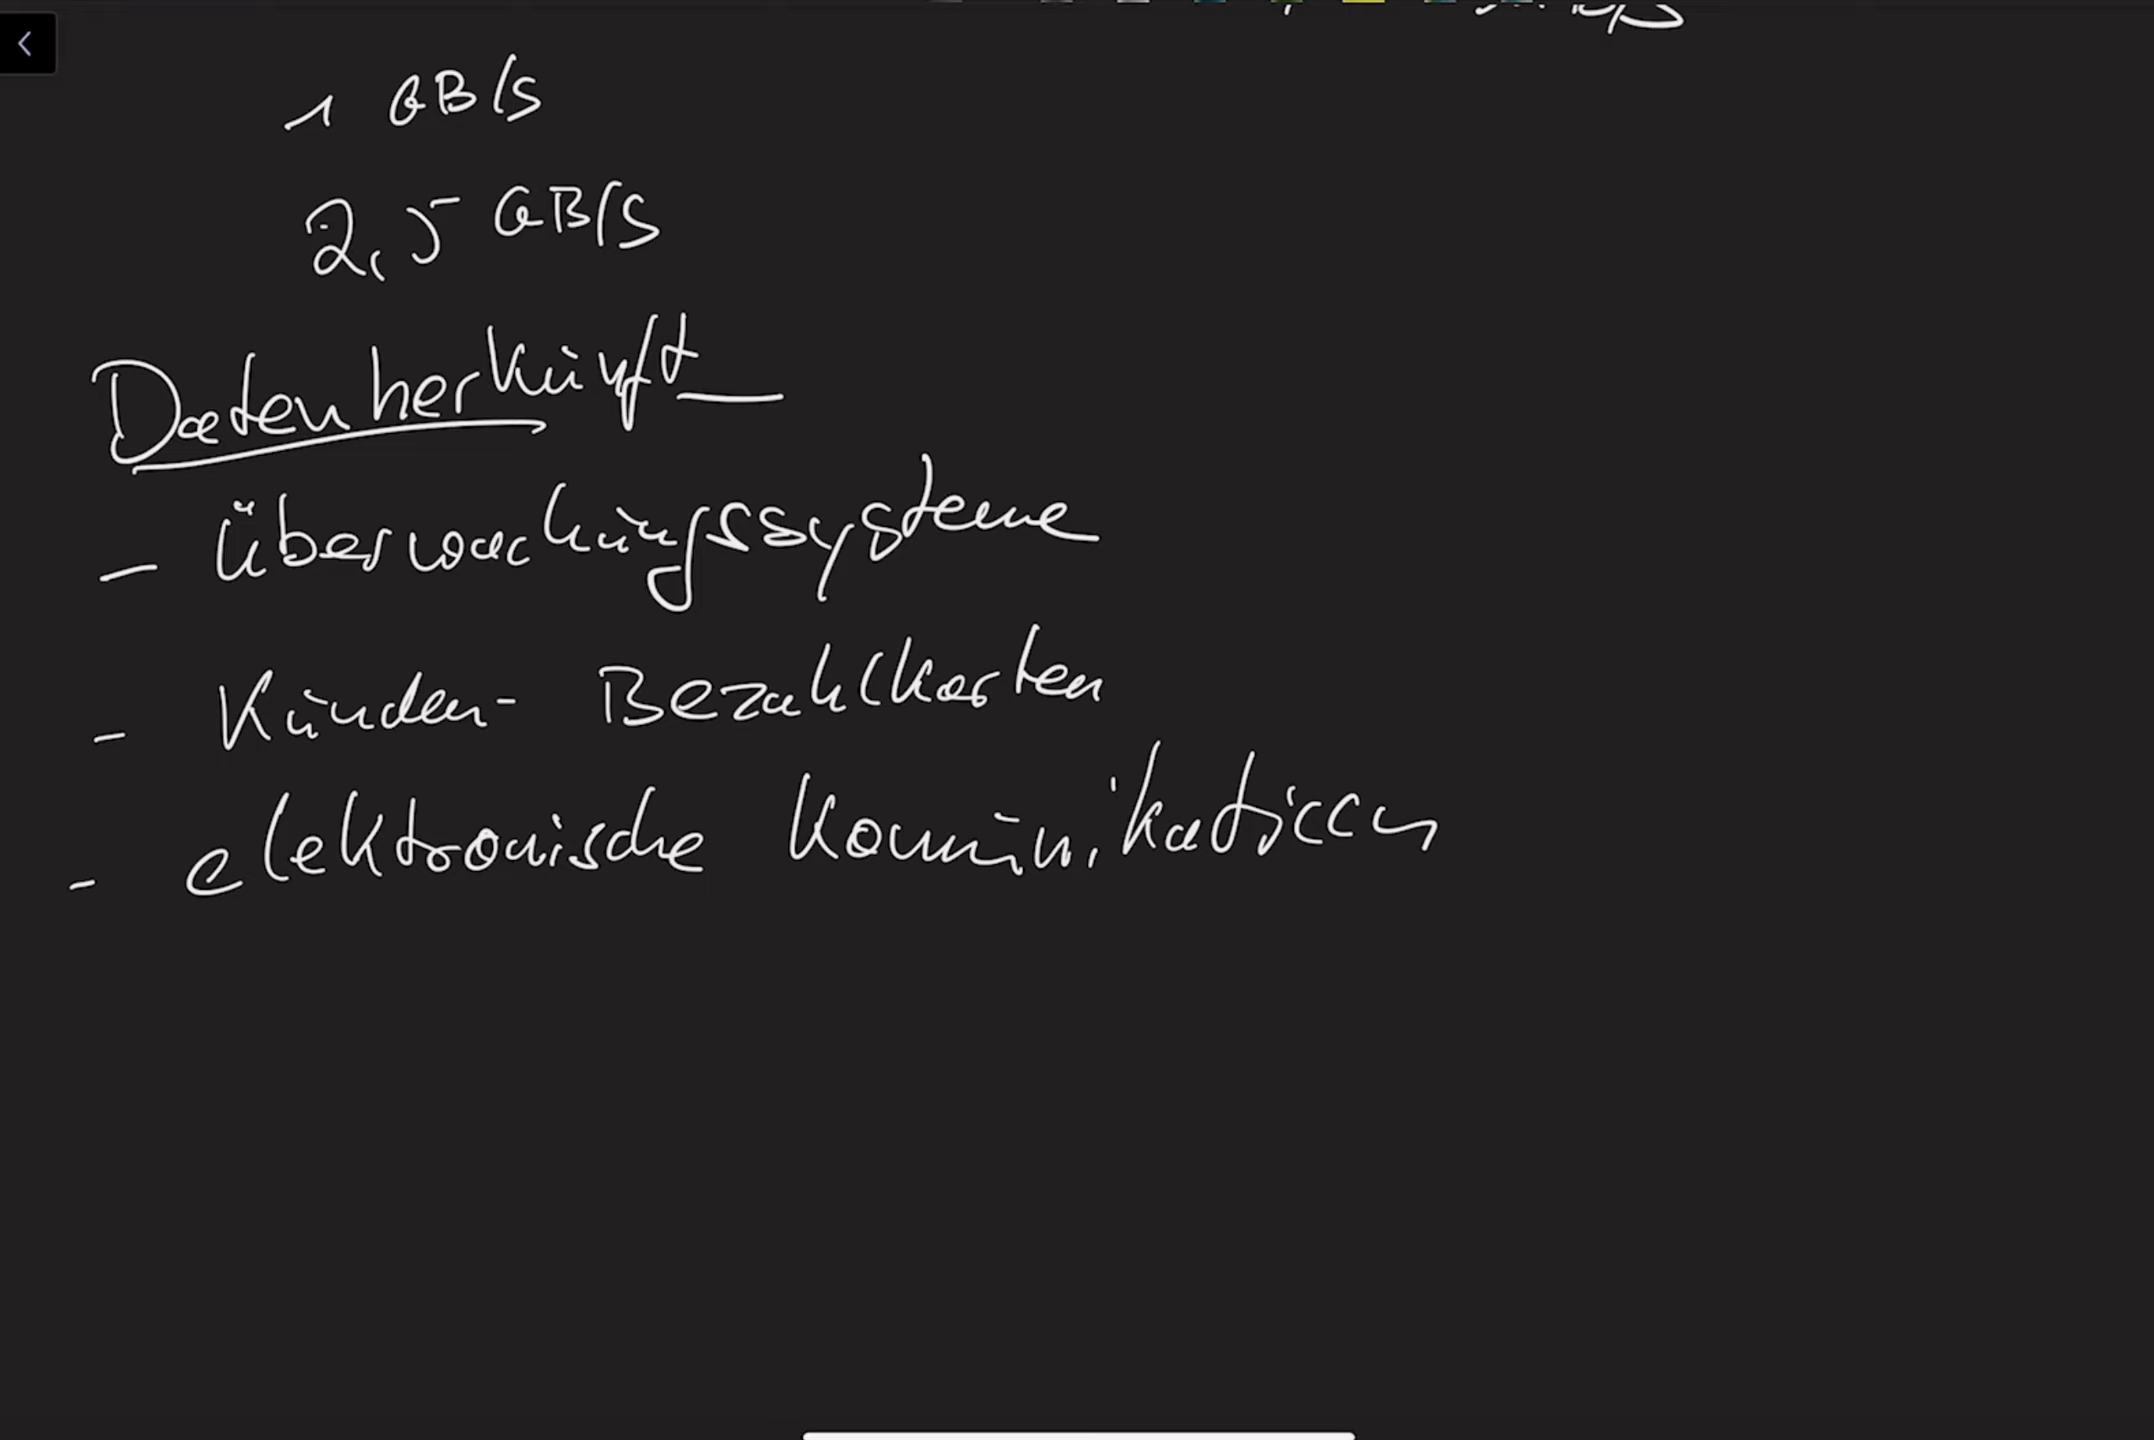 1 GB/s
2,5 GB/s
Datenherkunft
- Überwachungssysteme
- Kunden- Bezahlkarten
- elektronische Kommunikation